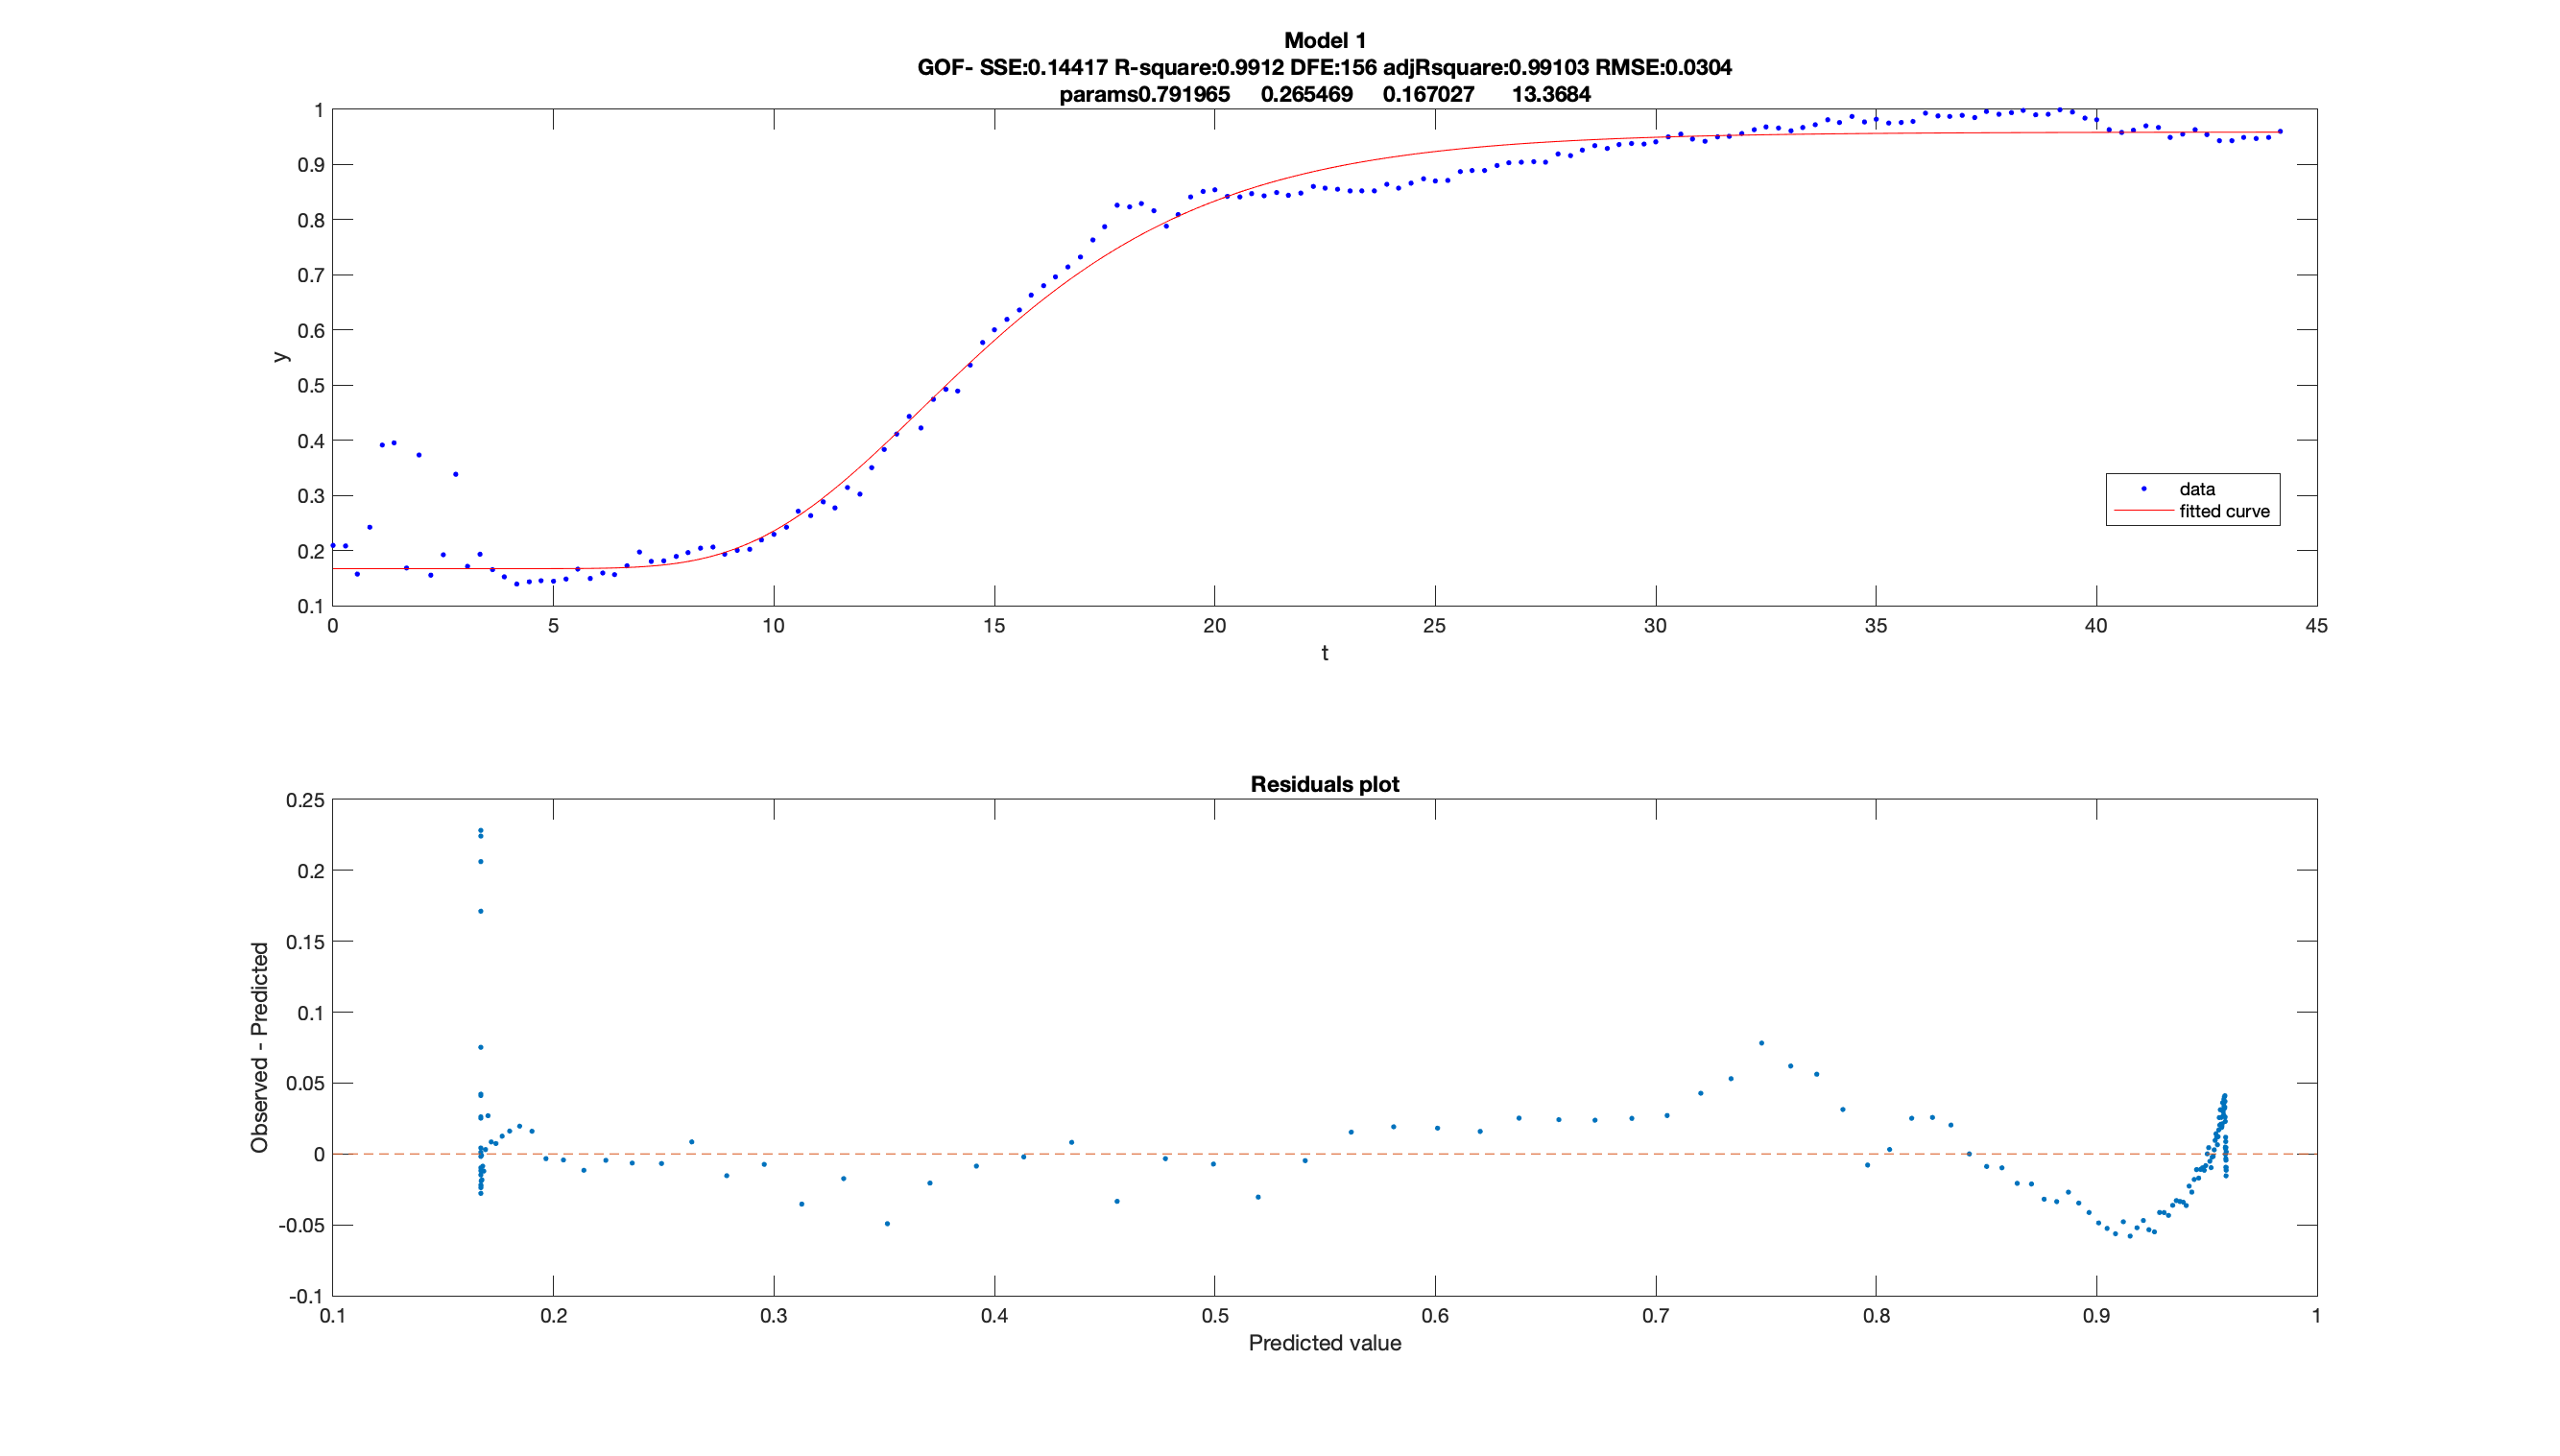 Model 1
GOF- SSE:0.14417 R-square:0.9912 DFE:156 adjRsquare:0.99103 RMSE:0.0304
params0.791965 0.265469 0.167027 13.3684
1
0.9
0.8
0.7
0.6
0.5
0.4
0.3
0.2
0.1
y
0 5 10 15 20 25 30 35 40 45
t
data
fitted curve
Residuals plot
0.25
0.2
0.15
0.1
0.05
0
-0.05
-0.1
Observed - Predicted
0.1 0.2 0.3 0.4 0.5 0.6 0.7 0.8 0.9 1
Predicted value